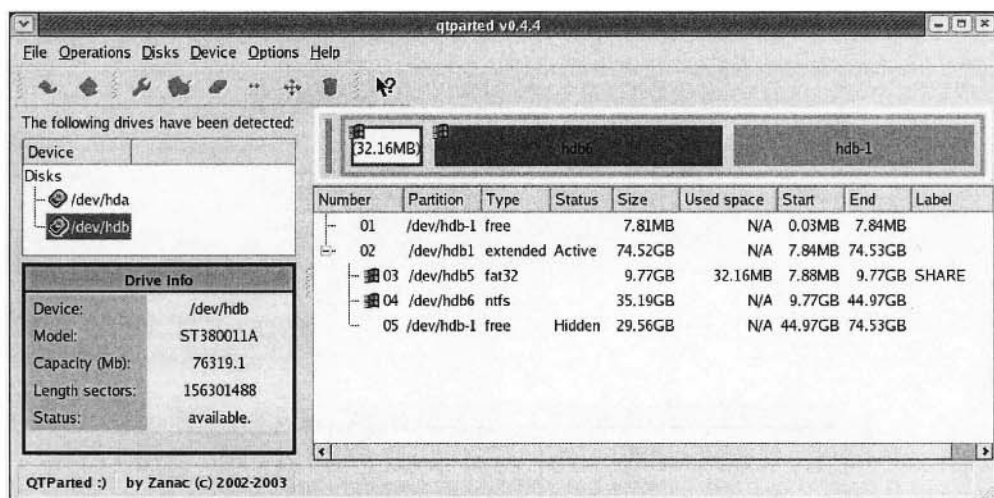 qtparted v0.4.4
File Operations Disks Device Options Help
The following drives have been detected:
Device
Disks
/dev/hda
/dev/hdb
Drive Info
Device: /dev/hdb
Model: ST380011A
Capacity (Mb): 76319.1
Length sectors: 156301488
Status: available.
(32.16MB) hdb6 hdb-1
Number Partition Type Status Size Used space Start End Label
01 /dev/hdb-1 free 7.81MB N/A 0.03MB 7.84MB
02 /dev/hdb1 extended Active 74.52GB N/A 7.84MB 74.53GB
03 /dev/hdb5 fat32 9.77GB 32.16MB 7.88MB 9.77GB SHARE
04 /dev/hdb6 ntfs 35.19GB N/A 9.77GB 44.97GB
05 /dev/hdb-1 free Hidden 29.56GB N/A 44.97GB 74.53GB
QTParted :) by Zanac (c) 2002-2003